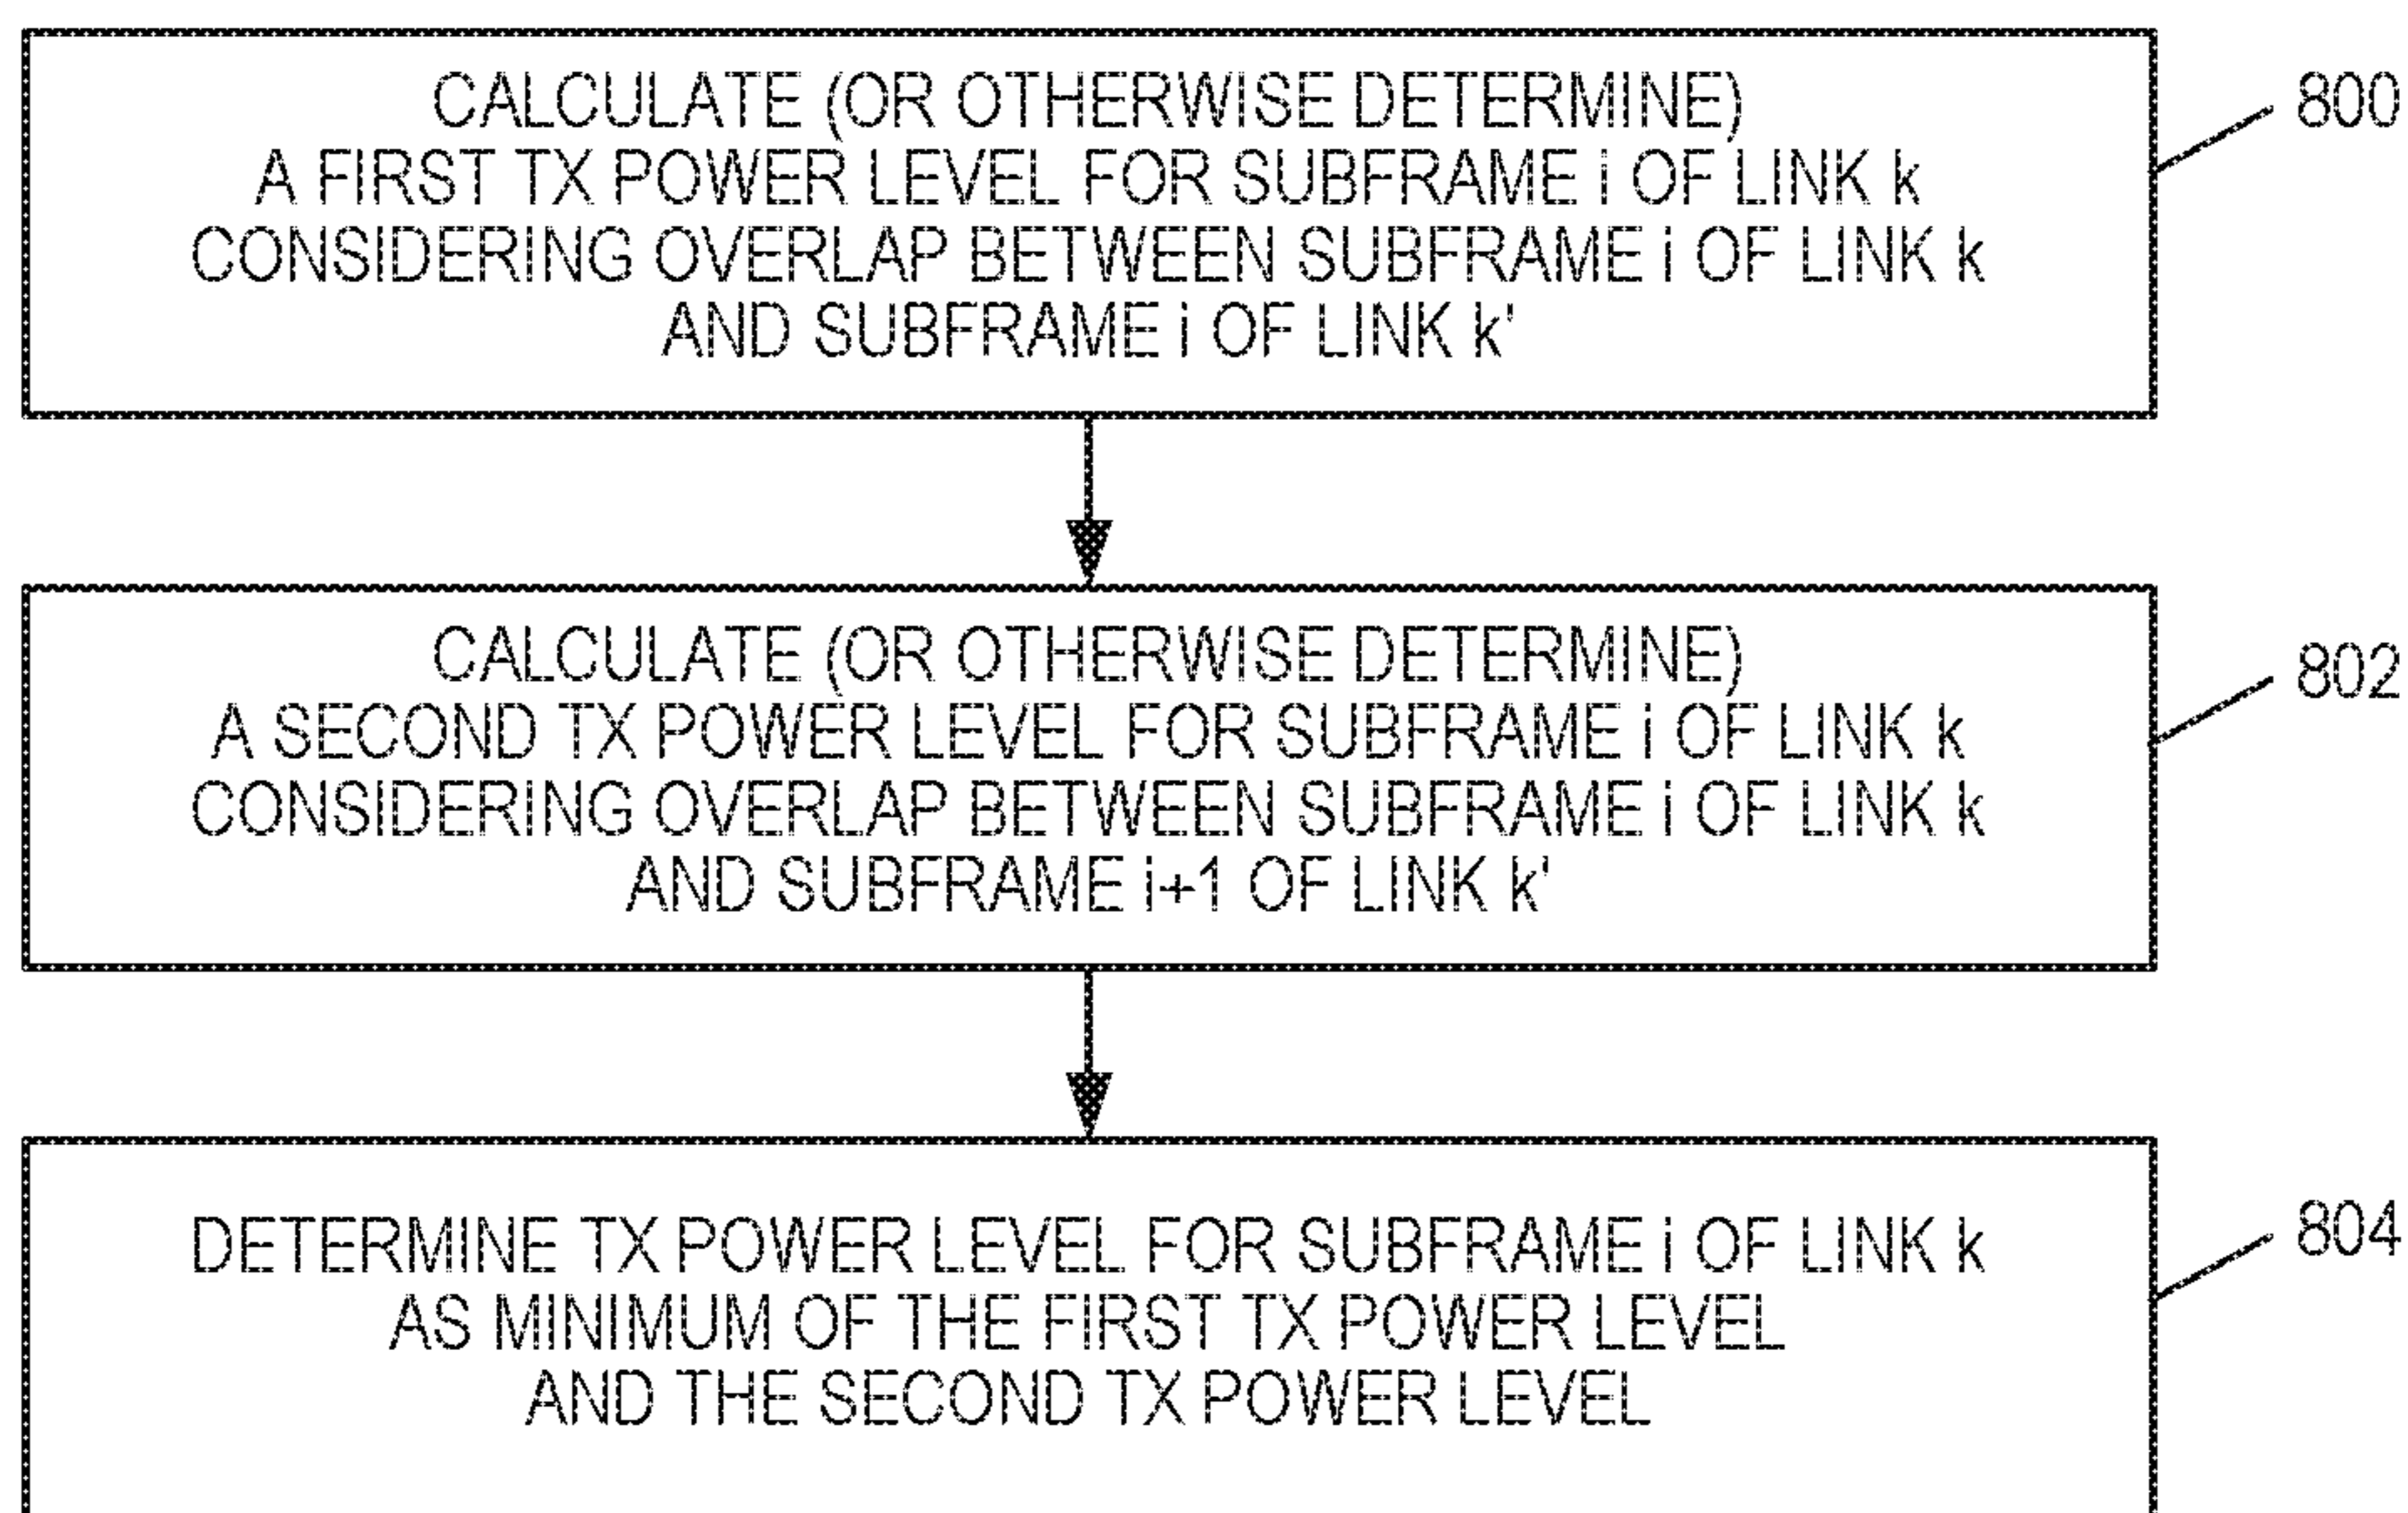 CALCULATE (OR OTHERWISE DETERMINE)
A FIRST TX POWER LEVEL FOR SUBFRAME i OF LINK k
CONSIDERING OVERLAP BETWEEN SUBFRAME i OF LINK k
AND SUBFRAME i OF LINK k'
800
CALCULATE (OR OTHERWISE DETERMINE)
A SECOND TX POWER LEVEL FOR SUBFRAME i OF LINK k
CONSIDERING OVERLAP BETWEEN SUBFRAME i OF LINK k
AND SUBFRAME i+1 OF LINK k'
802
DETERMINE TX POWER LEVEL FOR SUBFRAME i OF LINK k
AS MINIMUM OF THE FIRST TX POWER LEVEL
AND THE SECOND TX POWER LEVEL
804